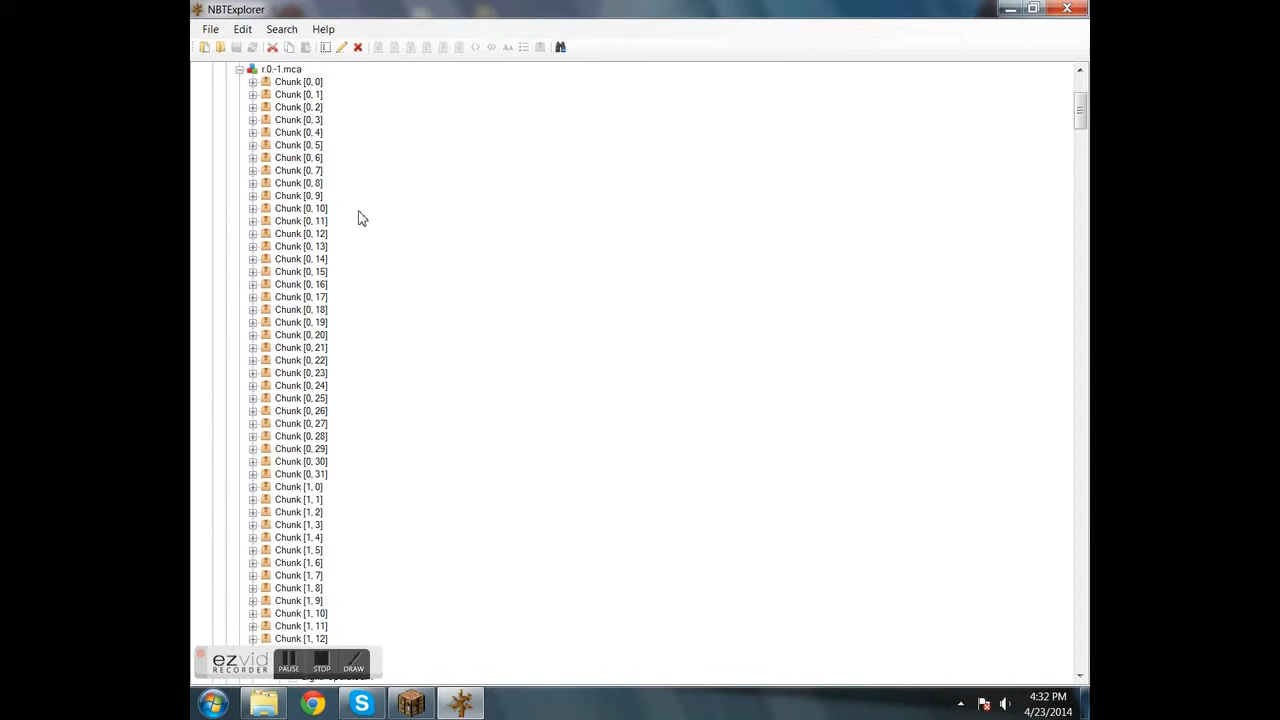 NBTExplorer
File Edit Search Help
r.0.-1.mca
Chunk [0, 0]
Chunk [0, 1]
Chunk [0, 2]
Chunk [0, 3]
Chunk [0, 4]
Chunk [0, 5]
Chunk [0, 6]
Chunk [0, 7]
Chunk [0, 8]
Chunk [0, 9]
Chunk [0, 10]
Chunk [0, 11]
Chunk [0, 12]
Chunk [0, 13]
Chunk [0, 14]
Chunk [0, 15]
Chunk [0, 16]
Chunk [0, 17]
Chunk [0, 18]
Chunk [0, 19]
Chunk [0, 20]
Chunk [0, 21]
Chunk [0, 22]
Chunk [0, 23]
Chunk [0, 24]
Chunk [0, 25]
Chunk [0, 26]
Chunk [0, 27]
Chunk [0, 28]
Chunk [0, 29]
Chunk [0, 30]
Chunk [0, 31]
Chunk [1, 0]
Chunk [1, 1]
Chunk [1, 2]
Chunk [1, 3]
Chunk [1, 4]
Chunk [1, 5]
Chunk [1, 6]
Chunk [1, 7]
Chunk [1, 8]
Chunk [1, 9]
Chunk [1, 10]
Chunk [1, 11]
Chunk [1, 12]
ezvid
RECORDER
PAUSE STOP DRAW
4:32 PM
4/23/2014